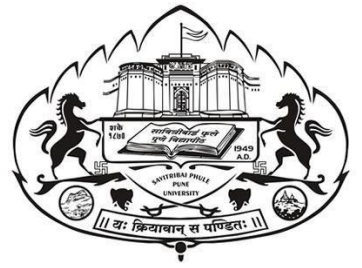 शके
१८७१
सावित्रीबाई फुले
पुणे विद्यापीठ
1949
A.D.
SAVITRIBAI PHULE
PUNE
UNIVERSITY
|| यः क्रियावान् स पण्डितः ||